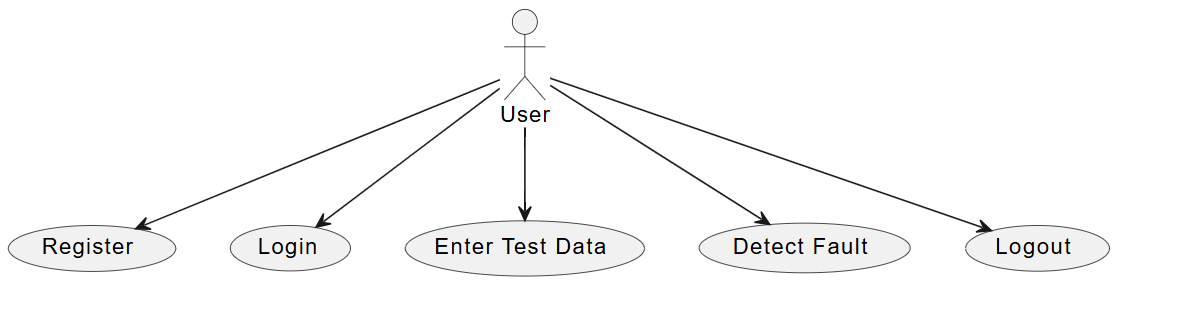 User
Register
Login
Enter Test Data
Detect Fault
Logout